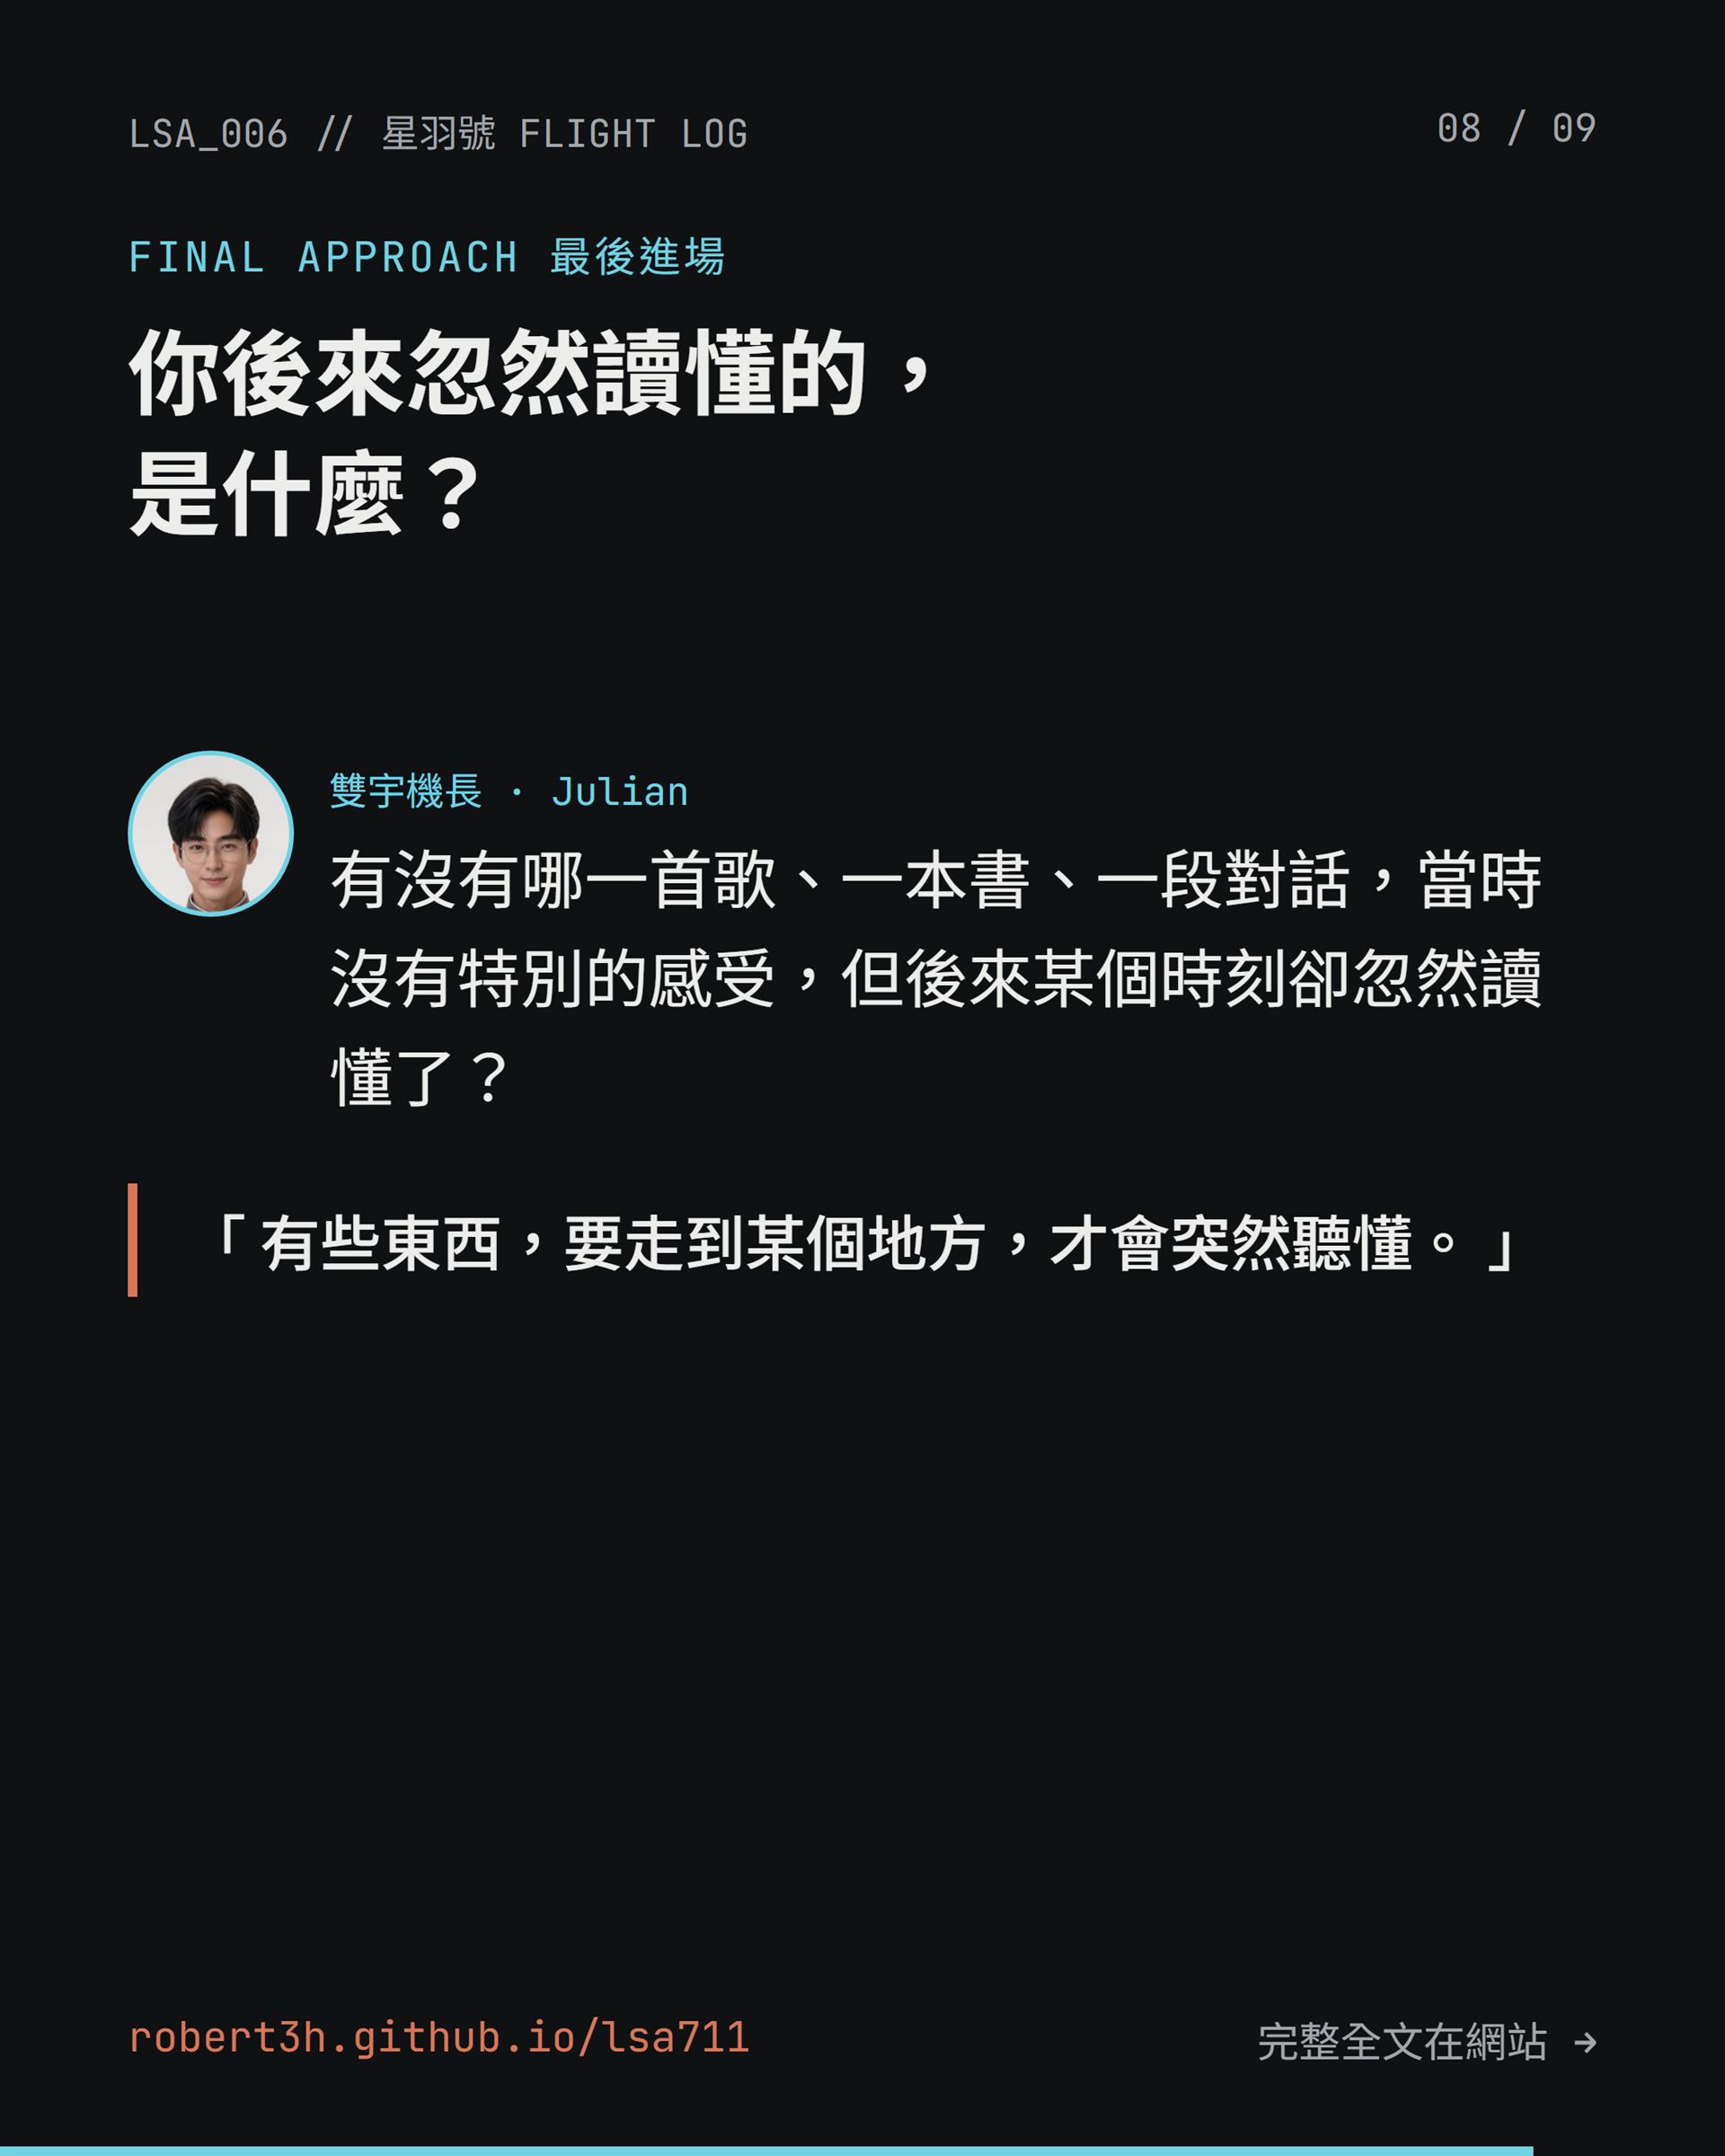 LSA_006 // 星羽號 FLIGHT LOG
08 / 09
FINAL APPROACH 最後進場
你後來忽然讀懂的，
是什麼？
雙宇機長 · Julian
有沒有哪一首歌、一本書、一段對話，當時
沒有特別的感受，但後來某個時刻卻忽然讀
懂了？
「有些東西，要走到某個地方，才會突然聽懂。」
robert3h.github.io/lsa711
完整全文在網站 →